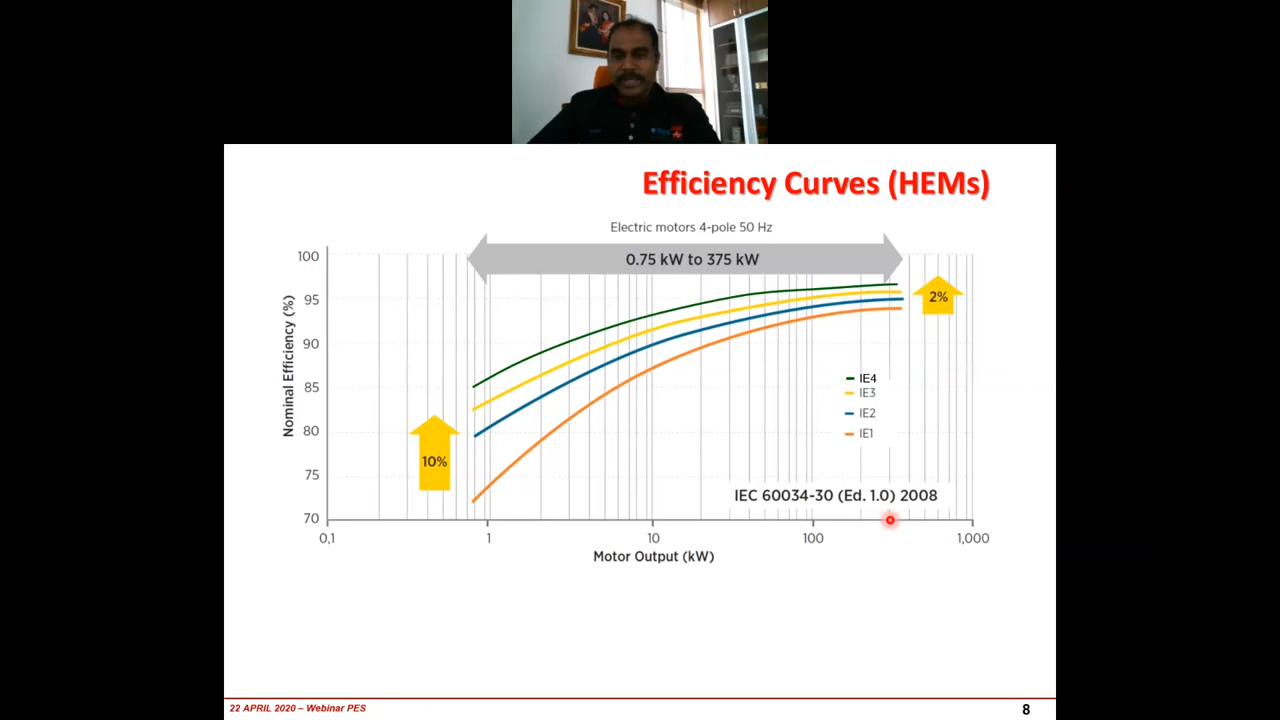 Efficiency Curves (HEMs)
Electric motors 4-pole 50 Hz
0.75 kW to 375 kW
100
95
90
85
80
75
70
Nominal Efficiency (%)
2%
10%
IE4
IE3
IE2
IE1
IEC 60034-30 (Ed. 1.0) 2008
0,1
1
10
100
1,000
Motor Output (kW)
22 APRIL 2020 – Webinar PES
8